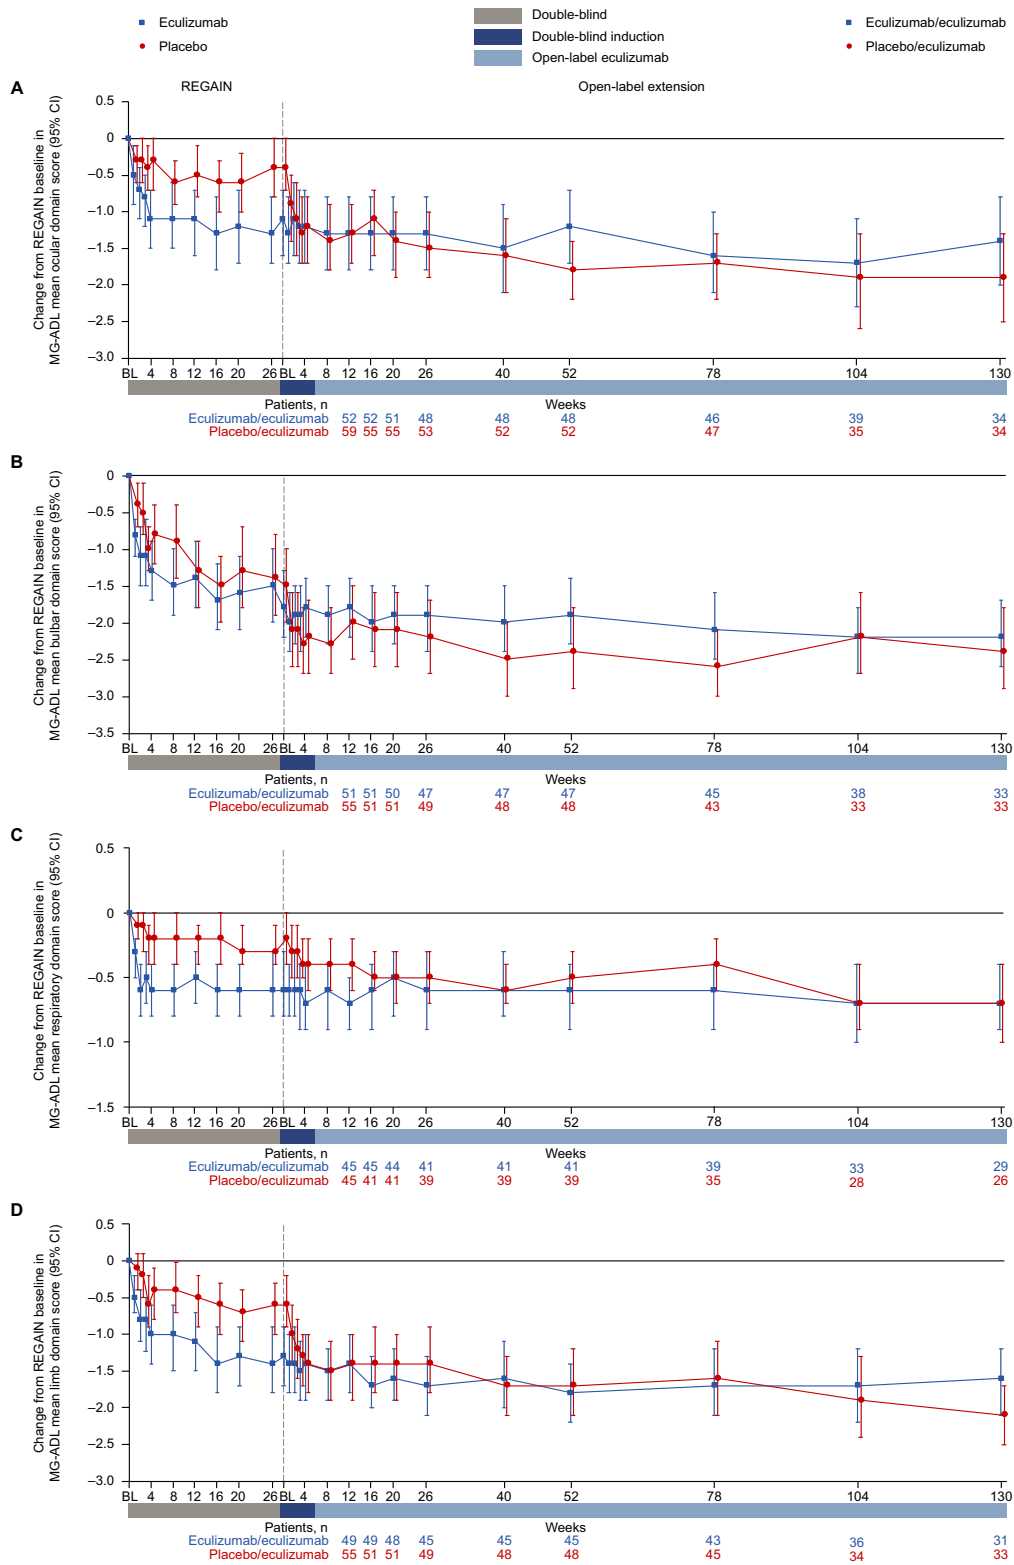 Eculizumab
Placebo
Double-blind
Double-blind induction
Open-label eculizumab
Eculizumab/eculizumab
Placebo/eculizumab
A
REGAIN
Open-label extension
Change from REGAIN baseline in
MG-ADL mean ocular domain score (95% CI)
0.5
0
–0.5
–1.0
–1.5
–2.0
–2.5
–3.0
BL 4 8 12 16 20 26 BL 4 8 12 16 20 26 40 52 78 104 130
Patients, n Weeks
Eculizumab/eculizumab 52 52 51 48 48 48 46 39 34
Placebo/eculizumab 59 55 55 53 52 52 47 35 34
B
Change from REGAIN baseline in
MG-ADL mean bulbar domain score (95% CI)
0
–0.5
–1.0
–1.5
–2.0
–2.5
–3.0
–3.5
BL 4 8 12 16 20 26 BL 4 8 12 16 20 26 40 52 78 104 130
Patients, n Weeks
Eculizumab/eculizumab 51 51 50 47 47 47 45 38 33
Placebo/eculizumab 55 51 51 49 48 48 43 33 33
C
Change from REGAIN baseline in
MG-ADL mean respiratory domain score (95% CI)
0.5
0
–0.5
–1.0
–1.5
BL 4 8 12 16 20 26 BL 4 8 12 16 20 26 40 52 78 104 130
Patients, n Weeks
Eculizumab/eculizumab 45 45 44 41 41 41 39 33 29
Placebo/eculizumab 45 41 41 39 39 39 35 28 26
D
Change from REGAIN baseline in
MG-ADL mean limb domain score (95% CI)
0.5
0
–0.5
–1.0
–1.5
–2.0
–2.5
–3.0
BL 4 8 12 16 20 26 BL 4 8 12 16 20 26 40 52 78 104 130
Patients, n Weeks
Eculizumab/eculizumab 49 49 48 45 45 45 43 36 31
Placebo/eculizumab 55 51 51 49 48 48 45 34 33